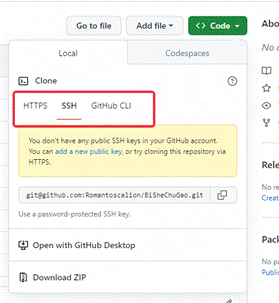 Go to file
Add file
Code
Abo
Local
Codespaces
No d
Clone
HTTPS
SSH
GitHub CLI
You don't have any public SSH keys in your GitHub account.
You can add a new public key, or try cloning this repository via
HTTPS.
git@github.com:Romantoscalion/BiSheChuGao.git
Use a password-protected SSH key.
Relea
No re
Creat
Open with GitHub Desktop
Pack
Download ZIP
No pa
Publis